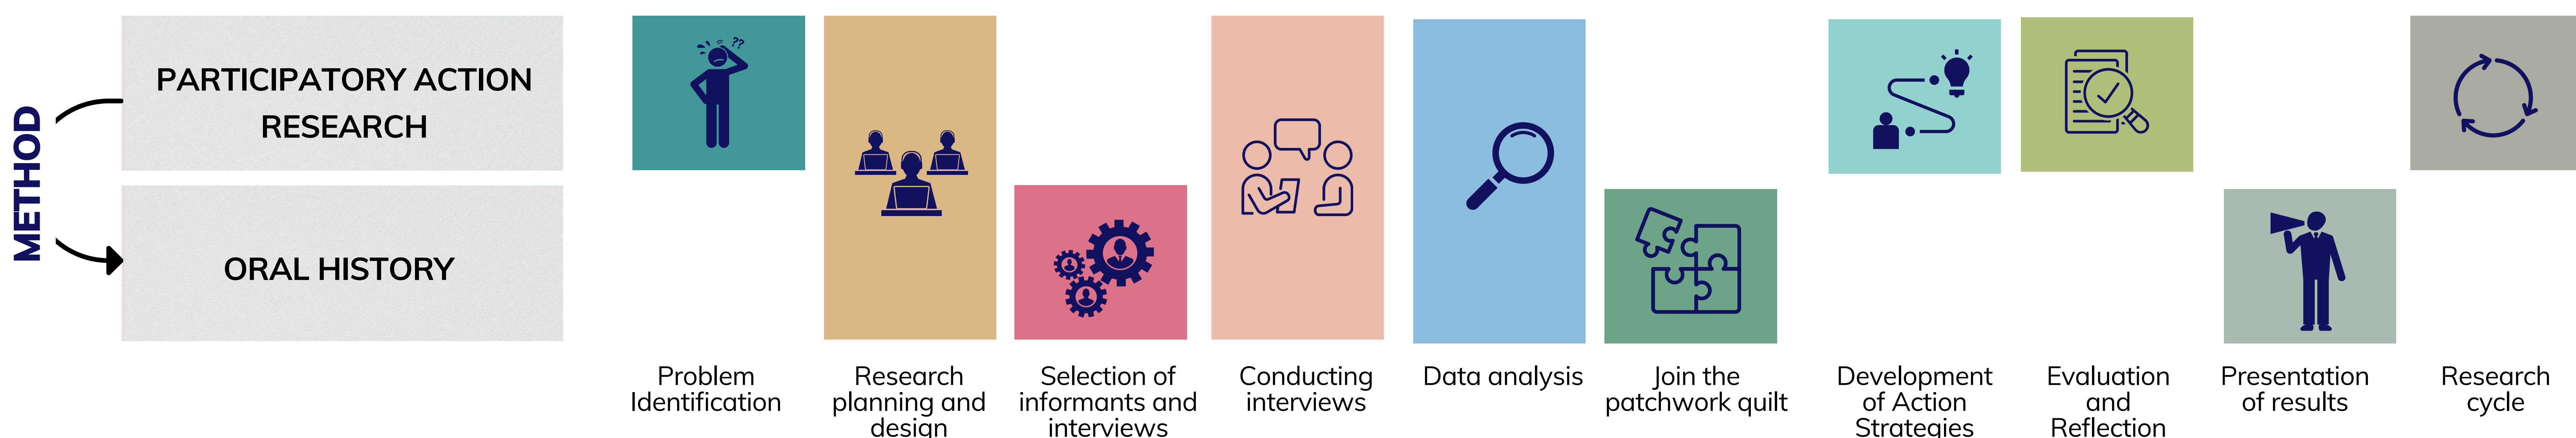 METHOD
PARTICIPATORY ACTION
RESEARCH
ORAL HISTORY
??
Problem
Identification
Research
planning and
design
Selection of
informants and
interviews
Conducting
interviews
Data analysis
Join the
patchwork quilt
Development
of Action
Strategies
Evaluation
and
Reflection
Presentation
of results
Research
cycle